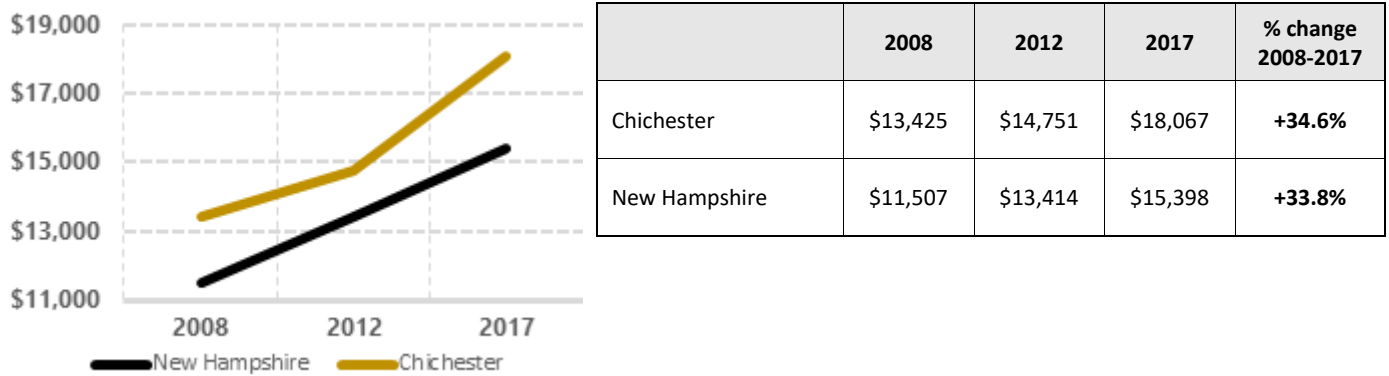 $19,000
$17,000
$15,000
$13,000
$11,000
2008 2012 2017
New Hampshire Chichester
2008 2012 2017 % change
2008-2017
Chichester $13,425 $14,751 $18,067 +34.6%
New Hampshire $11,507 $13,414 $15,398 +33.8%